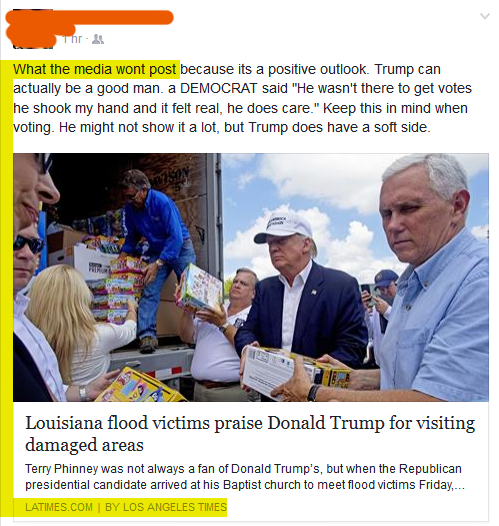 1 hr ·
What the media wont post because its a positive outlook. Trump can
actually be a good man. a DEMOCRAT said "He wasn't there to get votes
he shook my hand and it felt real, he does care." Keep this in mind when
voting. He might not show it a lot, but Trump does have a soft side.
Louisiana flood victims praise Donald Trump for visiting
damaged areas
Terry Phinney was not always a fan of Donald Trump's, but when the Republican
presidential candidate arrived at his Baptist church to meet flood victims Friday,...
LATIMES.COM | BY LOS ANGELES TIMES